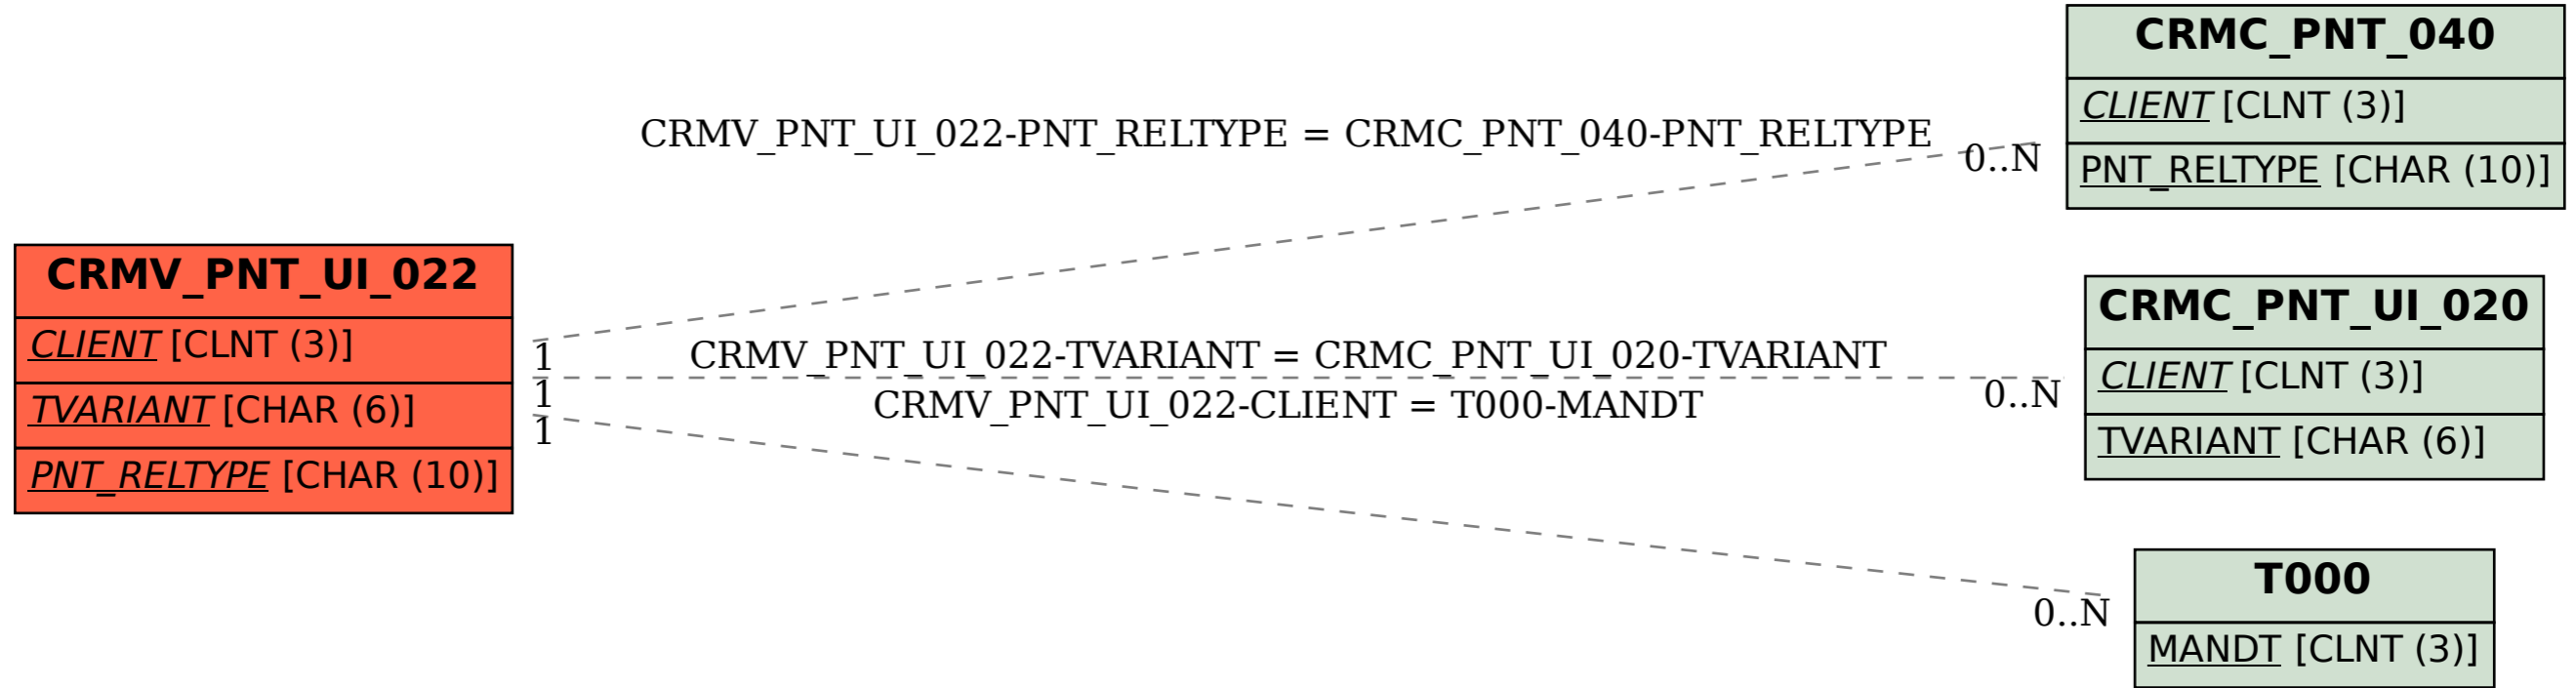 CRMC_PNT_040
CLIENT [CLNT (3)]
PNT_RELTYPE [CHAR (10)]
CRMV_PNT_UI_022-PNT_RELTYPE = CRMC_PNT_040-PNT_RELTYPE
0..N
CRMV_PNT_UI_022
CLIENT [CLNT (3)]
TVARIANT [CHAR (6)]
PNT_RELTYPE [CHAR (10)]
1
1
1
CRMV_PNT_UI_022-TVARIANT = CRMC_PNT_UI_020-TVARIANT
CRMV_PNT_UI_022-CLIENT = T000-MANDT
0..N
CRMC_PNT_UI_020
CLIENT [CLNT (3)]
TVARIANT [CHAR (6)]
0..N
T000
MANDT [CLNT (3)]